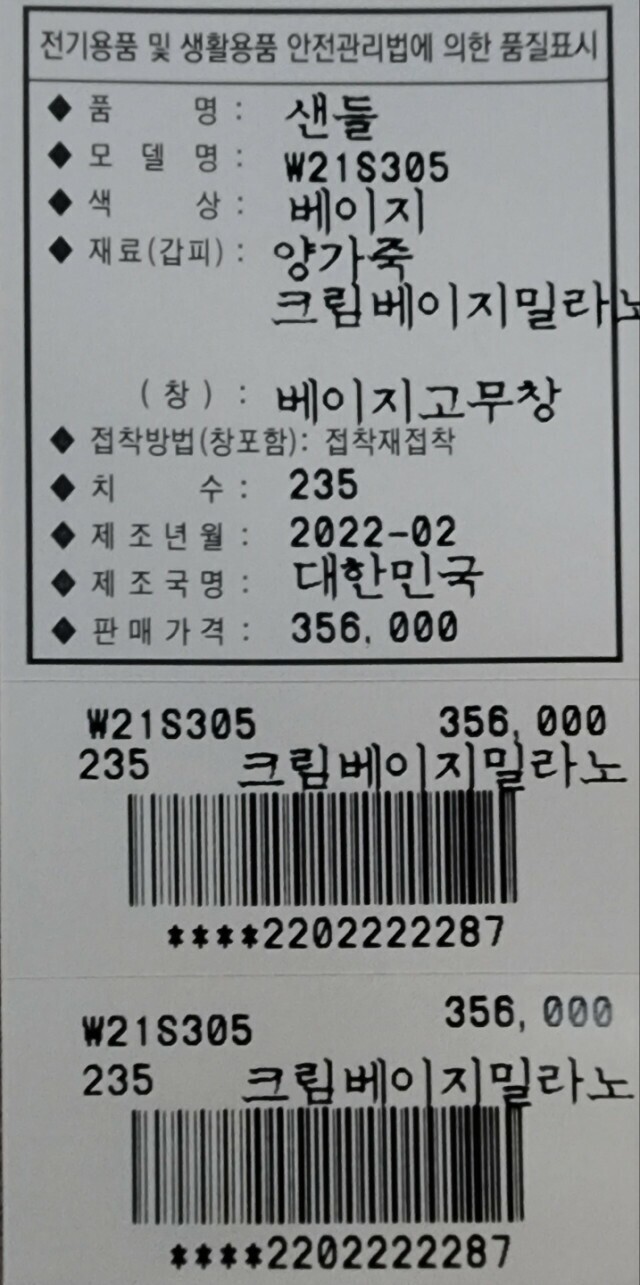 전기용품 및 생활용품 안전관리법에 의한 품질표시
◆ 품 명 : 샌들
◆ 모 델 명 : W21S305
◆ 색 상 : 베이지
◆ 재료(갑피) : 양가죽
크림베이지밀라노
( 창 ) : 베이지고무창
◆ 접착방법(창포함): 접착재접착
◆ 치 수 : 235
◆ 제 조 년 월 : 2022-02
◆ 제 조 국 명 : 대한민국
◆ 판 매 가 격 : 356,000
W21S305 356,000
235 크림베이지밀라노
****2202222287
W21S305 356,000
235 크림베이지밀라노
****2202222287